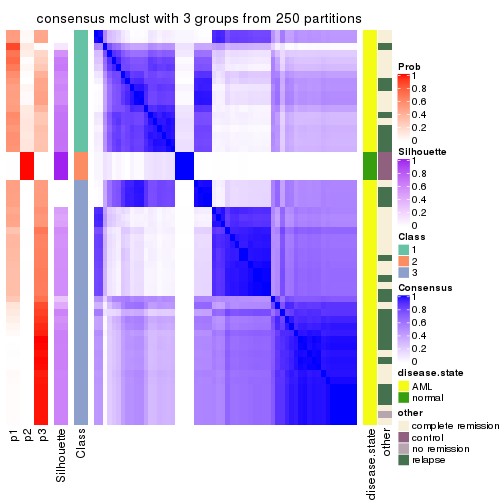 consensus mclust with 3 groups from 250 partitions
Prob
1
0.8
0.6
0.4
0.2
0
Silhouette
1
0.8
0.6
0.4
0.2
0
Class
1
2
3
Consensus
1
0.8
0.6
0.4
0.2
0
disease.state
AML
normal
other
complete remission
control
no remission
relapse
p1
p2
p3
Silhouette
Class
disease.state
other